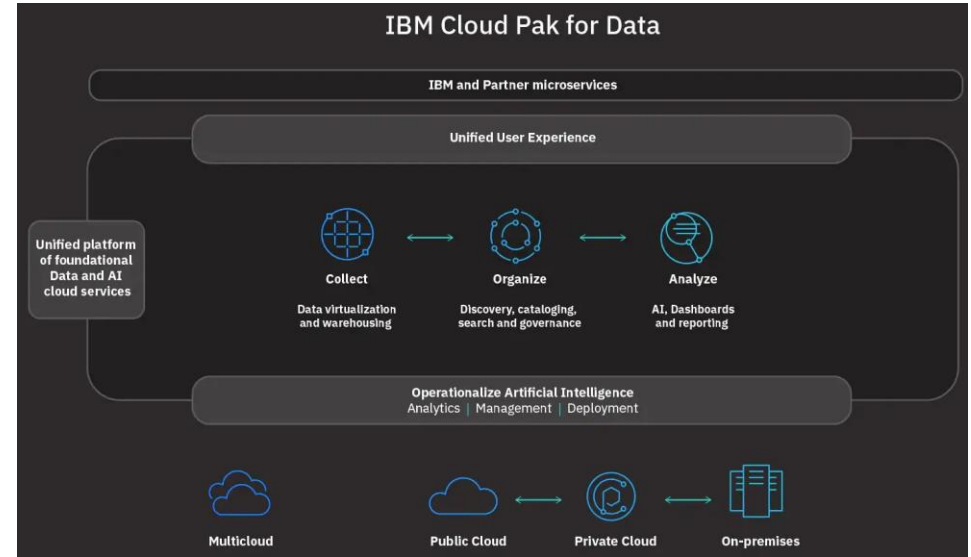 IBM Cloud Pak for Data
IBM and Partner microservices
Unified User Experience
Unified platform
of foundational
Data and AI
cloud services
Collect
Data virtualization
and warehousing
Organize
Discovery, cataloging,
search and governance
Analyze
AI, Dashboards
and reporting
Operationalize Artificial Intelligence
Analytics | Management | Deployment
Multicloud
Public Cloud
Private Cloud
On-premises